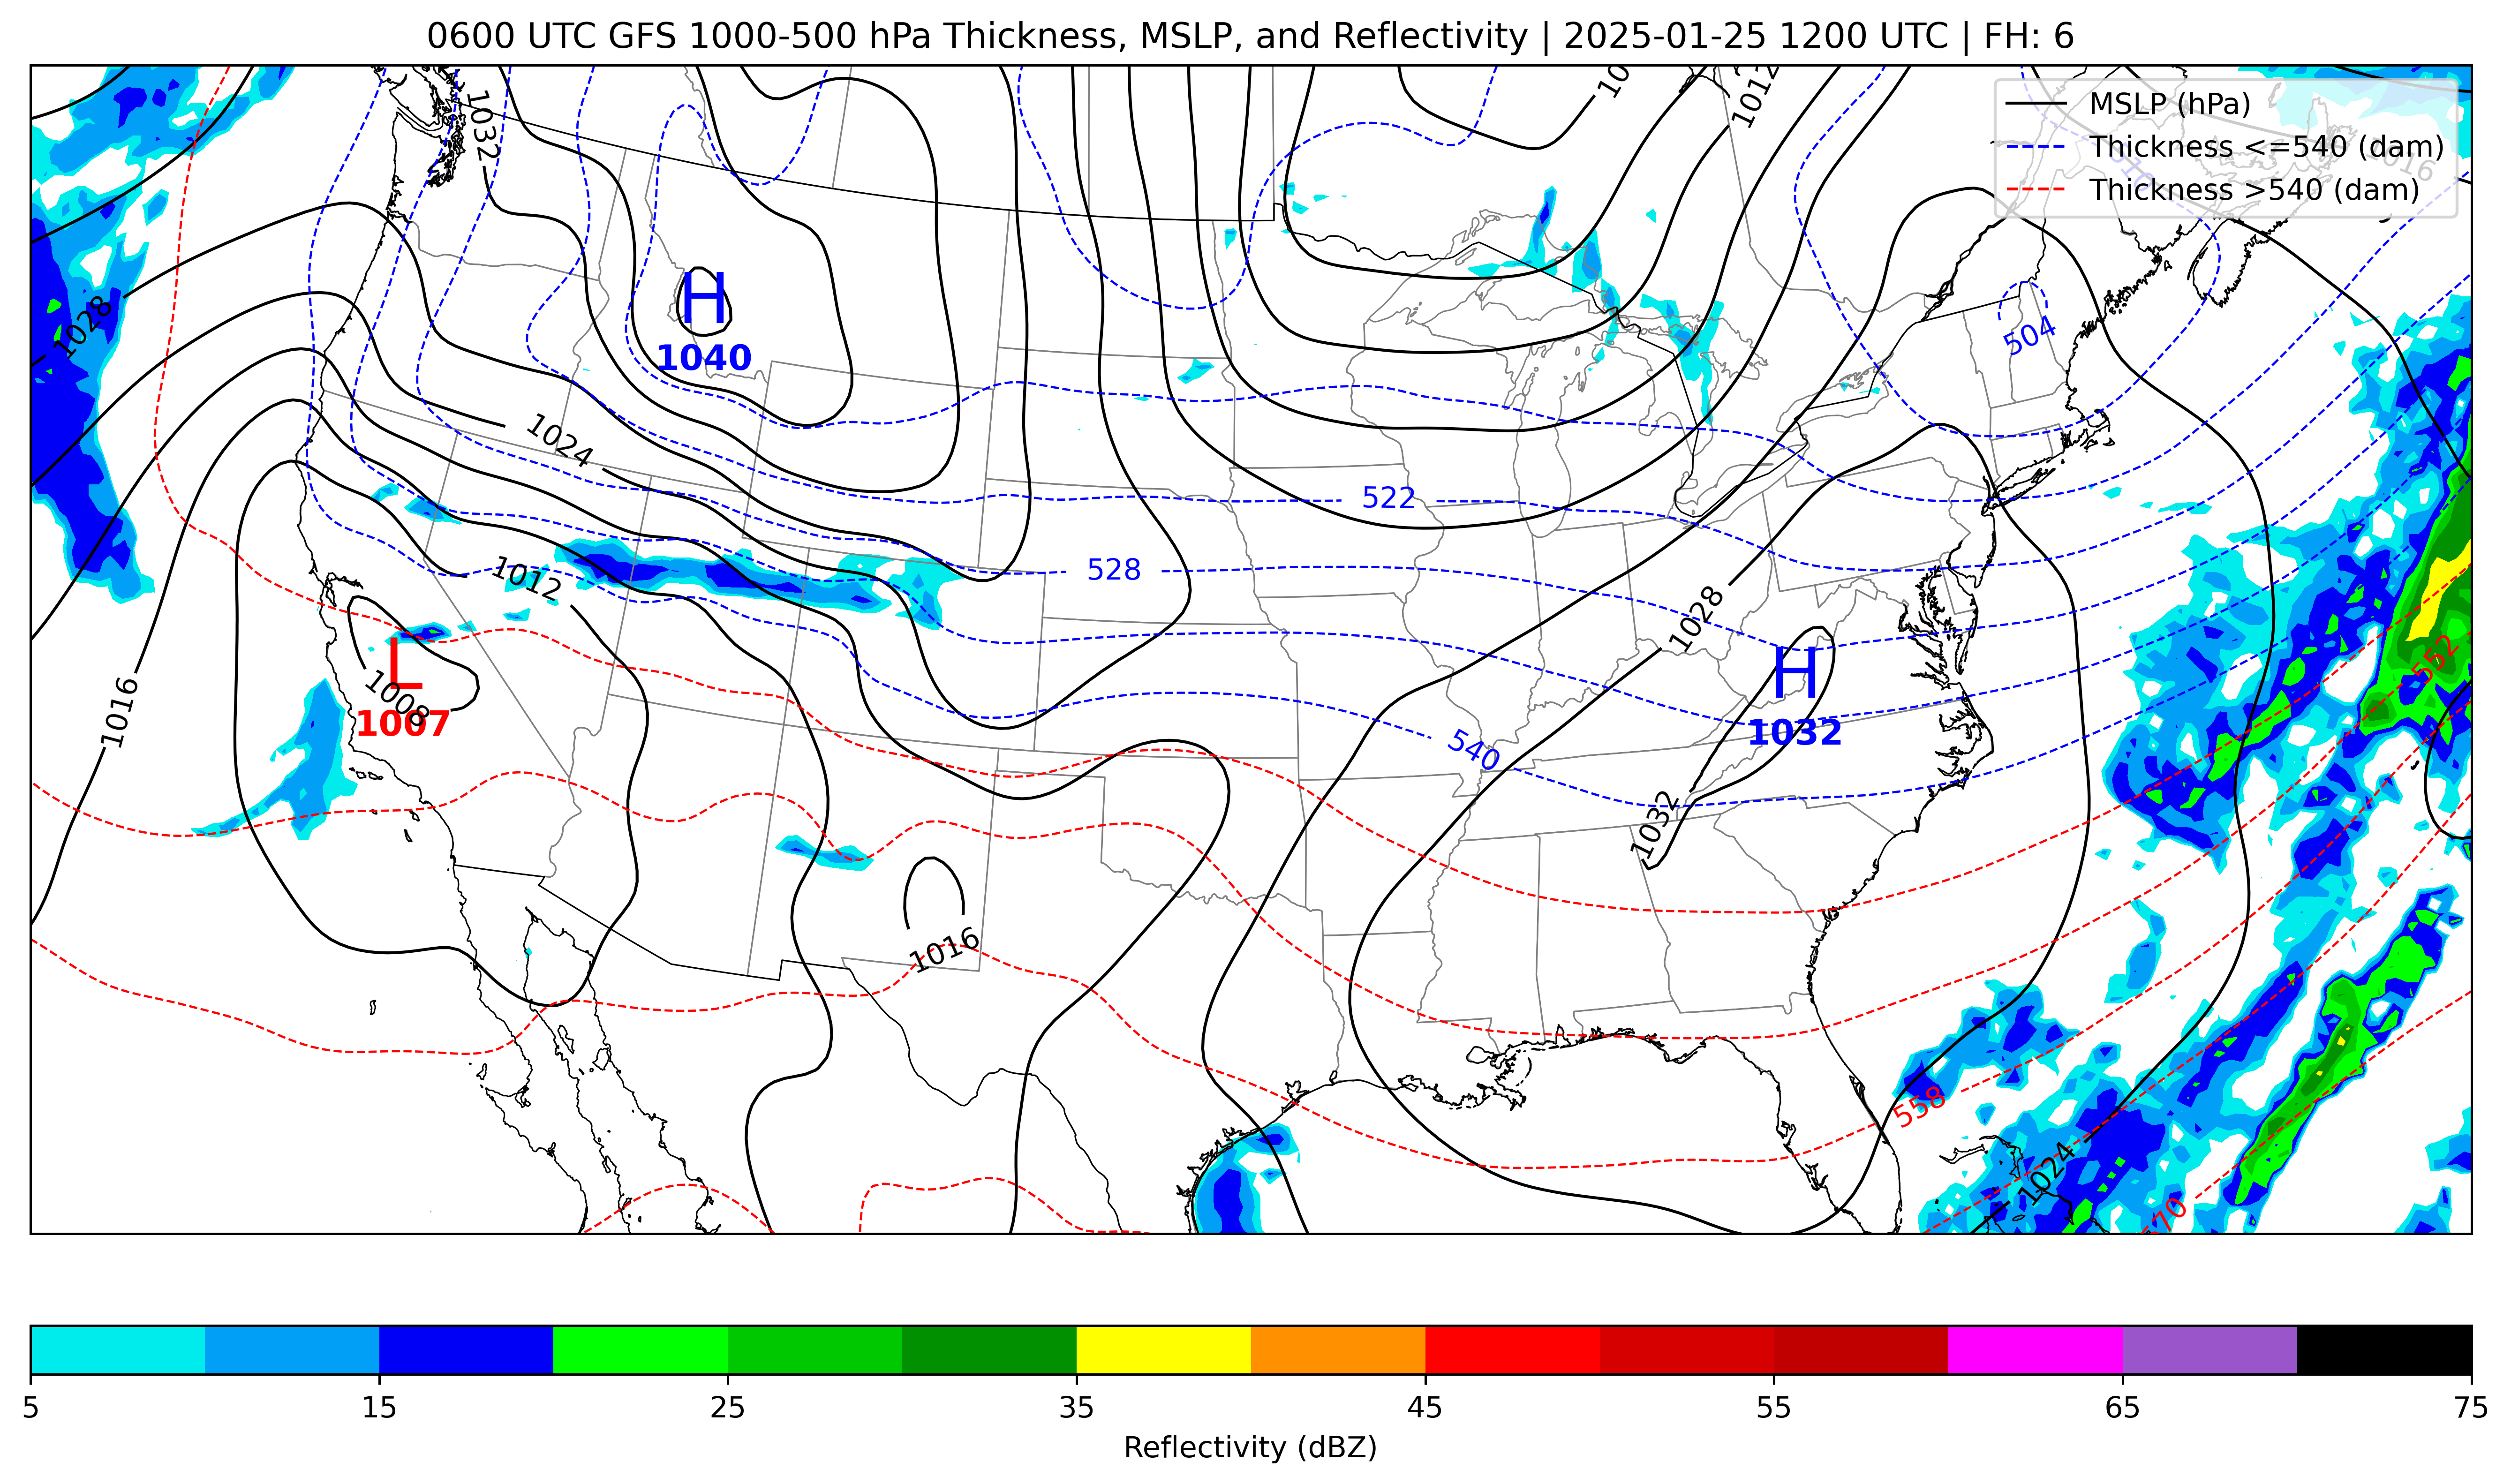 0600 UTC GFS 1000-500 hPa Thickness, MSLP, and Reflectivity | 2025-01-25 1200 UTC | FH: 6
MSLP (hPa)
Thickness <=540 (dam)
Thickness >540 (dam)
1032
1012
1016
1028
H
1040
504
1024
522
528
1012
1028
L
1008
1007
H
1032
552
1016
540
1032
1016
558
1024
70
5 15 25 35 45 55 65 75
Reflectivity (dBZ)